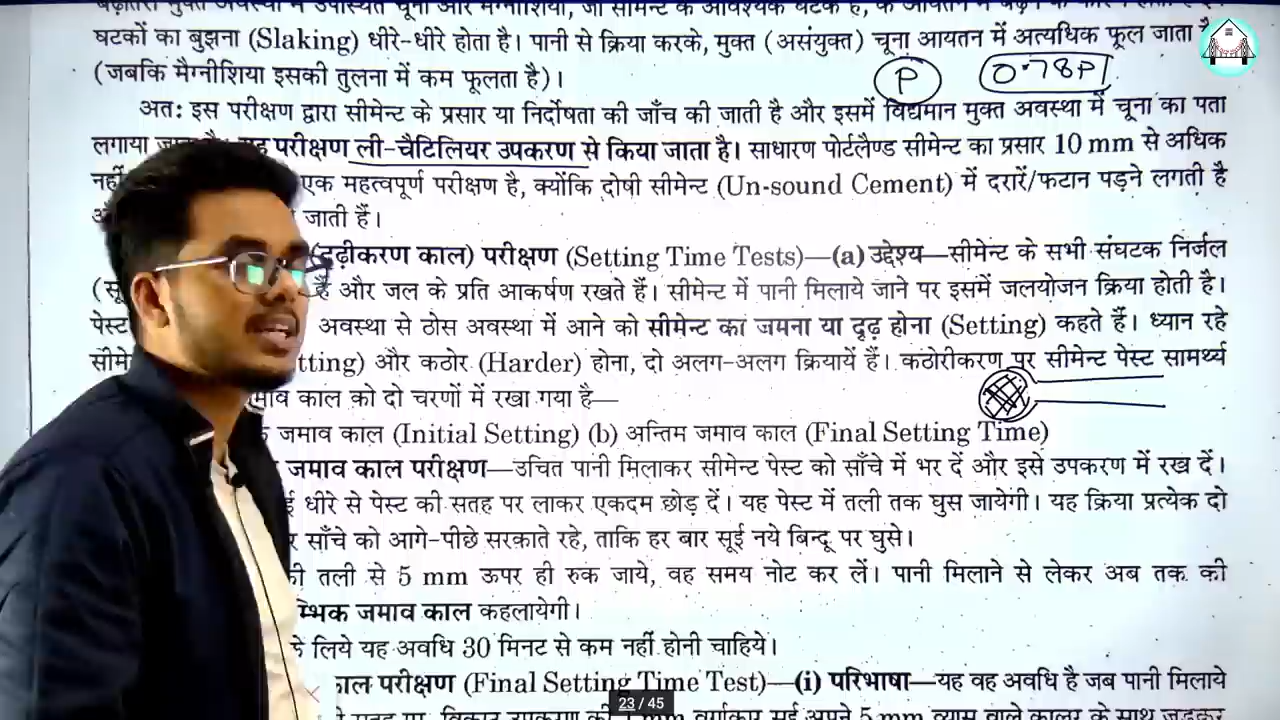 घटकों का बुझना (Slaking) धीरे-धीरे होता है। पानी से क्रिया करके, मुक्त (असंयुक्त) चूना आयतन में अत्यधिक फूल जाता
(जबकि मैग्नीशिया इसकी तुलना में कम फूलता है)।
P 0.78P
अतः इस परीक्षण द्वारा सीमेन्ट के प्रसार या निर्दोषता की जाँच की जाती है और इसमें विद्यमान मुक्त अवस्था में चूना का पता
लगाया परीक्षण ली-चैटिलियर उपकरण से किया जाता है। साधारण पोर्टलैण्ड सीमेन्ट का प्रसार 10 mm से अधिक
एक महत्वपूर्ण परीक्षण है, क्योंकि दोषी सीमेन्ट (Un-sound Cement) में दरारें/फटान पड़ने लगती है
जाती हैं।
(दृढ़ीकरण काल) परीक्षण (Setting Time Tests)—(a) उद्देश्य—सीमेन्ट के सभी संघटक निर्जल
हैं और जल के प्रति आकर्षण रखते हैं। सीमेन्ट में पानी मिलाये जाने पर इसमें जलयोजन क्रिया होती है।
पेस्ट अवस्था से ठोस अवस्था में आने को सीमेन्ट का जमना या दृढ़ होना (Setting) कहते हैं। ध्यान रहे
और कठोर (Harder) होना, दो अलग-अलग क्रियायें हैं। कठोरीकरण पर सीमेन्ट पेस्ट सामर्थ्य
काल को दो चरणों में रखा गया है—
जमाव काल (Initial Setting) (b) अन्तिम जमाव काल (Final Setting Time)
जमाव काल परीक्षण—उचित पानी मिलाकर सीमेन्ट पेस्ट को साँचे में भर दें और इसे उपकरण में रख दें।
धीरे से पेस्ट की सतह पर लाकर एकदम छोड़ दें। यह पेस्ट में तली तक घुस जायेगी। यह क्रिया प्रत्येक दो
साँचे को आगे-पीछे सरकाते रहे, ताकि हर बार सूई नये बिन्दू पर घुसे।
की तली से 5 mm ऊपर ही रुक जाये, वह समय नोट कर लें। पानी मिलाने से लेकर अब तक की
जमाव काल कहलायेगी।
के लिये यह अवधि 30 मिनट से कम नहीं होनी चाहिये।
परीक्षण (Final Setting Time Test)—(i) परिभाषा—यह वह अवधि है जब पानी मिलाये
23 / 45